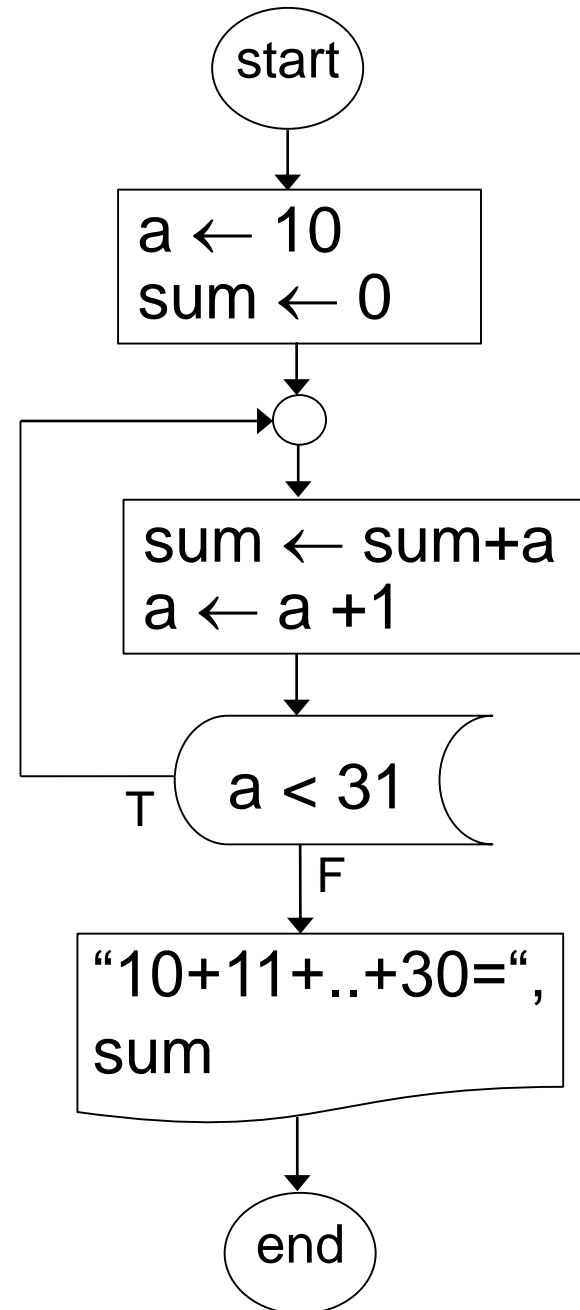 start
a ← 10
sum ← 0
sum ← sum+a
a ← a +1
a < 31
T
F
“10+11+..+30=“,
sum
end